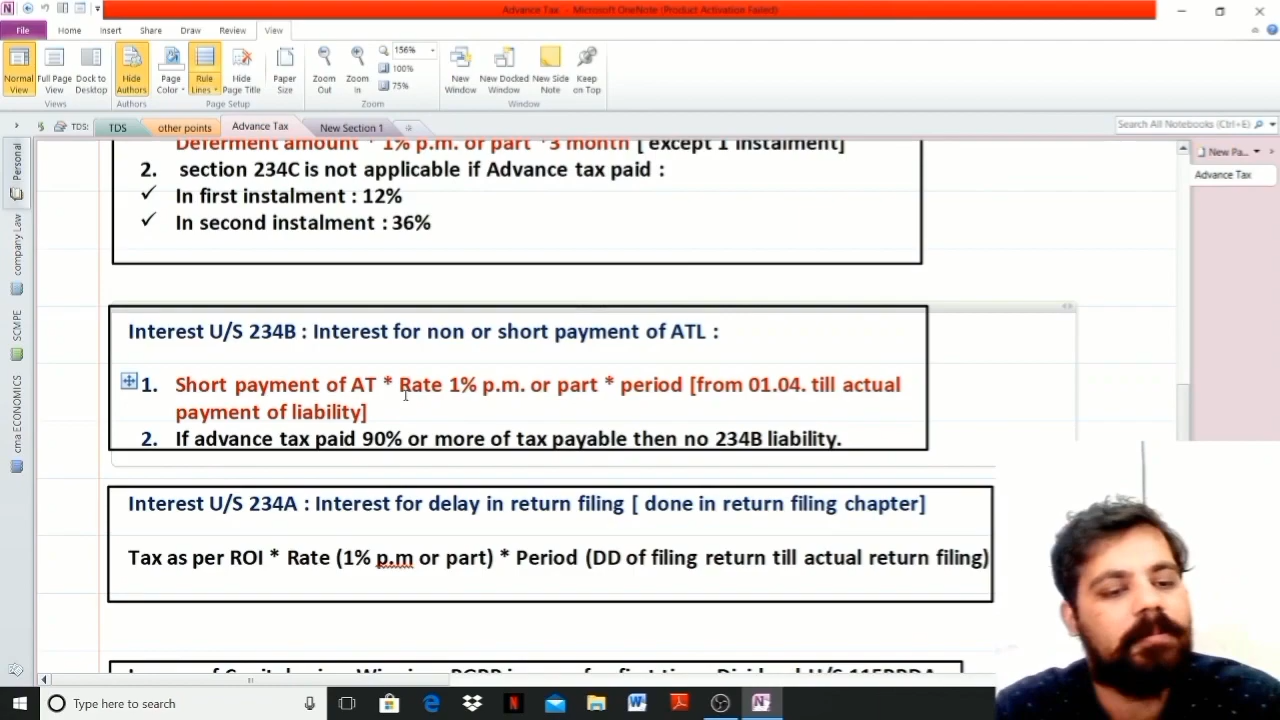 Advance Tax - Microsoft OneNote (Product Activation Failed)
File Home Insert Share Draw Review View
Normal View Full Page View Dock to Desktop Hide Authors Page Color Rule Lines Hide Page Title Paper Size Zoom Out Zoom In 156% 100% 75% New Window New Docked Window New Side Note Keep on Top
Views Authors Page Setup Zoom Window
TDS: TDS other points Advance Tax New Section 1 Search All Notebooks (Ctrl+E)
New Pa...
Advance Tax
Personal
company Law
SCMPE
cma ECONOMICS
Deferment amount * 1% p.m. or part *3 month [ except 1 instalment]
2. section 234C is not applicable if Advance tax paid :
✓ In first instalment : 12%
✓ In second instalment : 36%
Interest U/S 234B : Interest for non or short payment of ATL :
1. Short payment of AT * Rate 1% p.m. or part * period [from 01.04. till actual
payment of liability]
2. If advance tax paid 90% or more of tax payable then no 234B liability.
Interest U/S 234A : Interest for delay in return filing [ done in return filing chapter]
Tax as per ROI * Rate (1% p.m or part) * Period (DD of filing return till actual return filing)
Type here to search